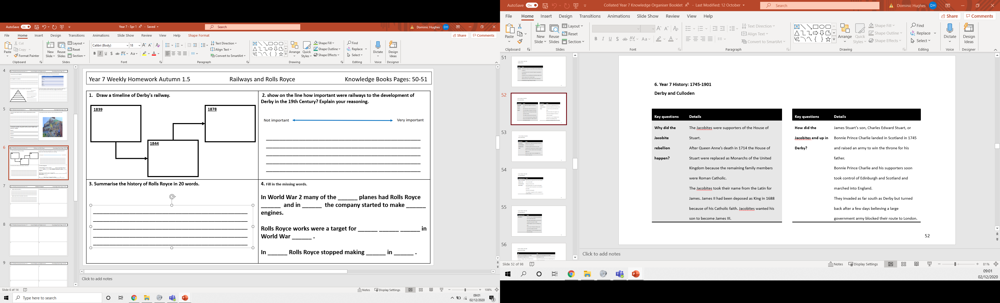 AutoSave On
Year 7 - Spr 1 - Saved
Search
Dominic Hughes DH
File Home Insert Design Transitions Animations Slide Show Review View Help Shape Format
Share Comments
Paste
Cut
Copy
Format Painter
Clipboard
New Slide
Reuse Slides
Layout
Reset
Section
Slides
Calibri (Body) 18
Font
Text Direction
Align Text
Convert to SmartArt
Paragraph
Arrange
Quick Styles
Shape Fill
Shape Outline
Shape Effects
Drawing
Find
Replace
Select
Editing
Dictate
Voice
Design Ideas
Designer
4
5
6
7
8
9
Year 7 Weekly Homework Autumn 1.5 Railways and Rolls Royce Knowledge Books Pages: 50-51
1. Draw a timeline of Derby's railway.
1839
1878
1844
2. show on the line how important were railways to the development of
Derby in the 19th Century? Explain your reasoning.
Not important Very important
3. Summarise the history of Rolls Royce in 20 words.
4. Fill in the missing words.
In World War 2 many of the ______ planes had Rolls Royce
______ and in ______ the company started to make ______
engines.
Rolls Royce works were a target for ______ ______ ______ in
World War ______ .
In ______ Rolls Royce stopped making ______ in ______ .
Click to add notes
Slide 6 of 14
Notes Display Settings 106%
Type here to search
09:01
02/12/2020
3
AutoSave On
Collated Year 7 Knowledge Organiser Booklet - Last Modified: 12 October
Search
Dominic Hughes DH
File Home Insert Design Transitions Animations Slide Show Review View Help
Share Comments
Paste
Clipboard
New Slide
Reuse Slides
Layout
Reset
Section
Slides
Font
Text Direction
Align Text
Convert to SmartArt
Paragraph
Arrange
Quick Styles
Shape Fill
Shape Outline
Shape Effects
Drawing
Find
Replace
Select
Editing
Dictate
Voice
Design Ideas
Designer
51
52
53
54
55
56
6. Year 7 History: 1745-1901
Derby and Culloden
Key questions Details
Why did the
Jacobite
rebellion
happen?
The Jacobites were supporters of the House of
Stuart.
After Queen Anne's death in 1714 the House of
Stuart were replaced as Monarchs of the United
Kingdom because the remaining family members
were Roman Catholic.
The Jacobites took their name from the Latin for
James. James II had been deposed as King in 1688
because of his Catholic faith. Jacobites wanted his
son to become James III.
Key questions Details
How did the
Jacobites end up in
Derby?
James Stuart's son, Charles Edward Stuart, or
Bonnie Prince Charlie landed in Scotland in 1745
and raised an army to win the throne for his
father.
Bonnie Prince Charlie and his supporters soon
took control of Edinburgh and Scotland and
marched into England.
They invaded as far south as Derby but turned
back after a few days believing a large
government army blocked their route to London.
52
Click to add notes
Slide 52 of 98
Notes Display Settings 81%
09:01
02/12/2020